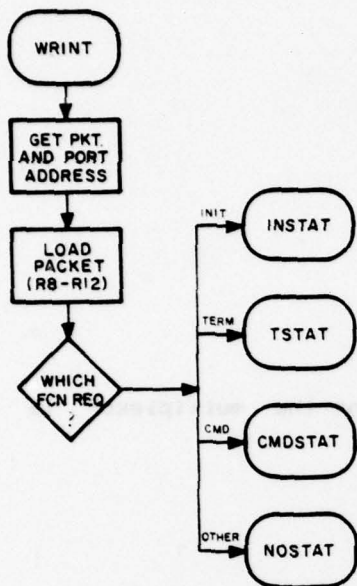 WRINT
GET PKT.
AND PORT
ADDRESS
LOAD
PACKET
(R8-R12)
WHICH
FCN REQ
?
INIT
INSTAT
TERM
TSTAT
CMD
CMDSTAT
OTHER
NOSTAT